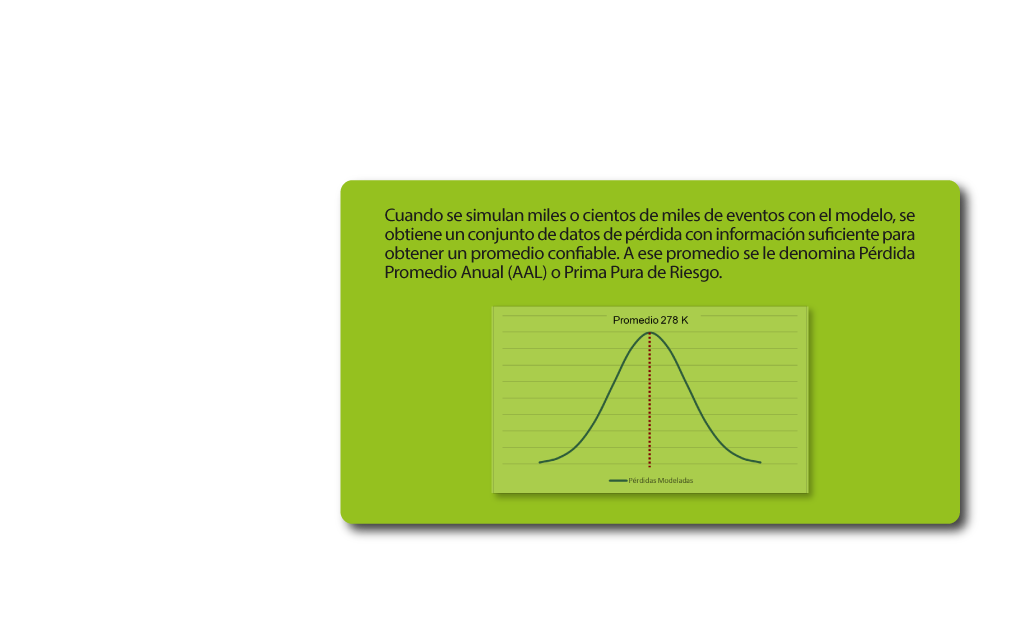 Cuando se simulan miles o cientos de miles de eventos con el modelo, se
obtiene un conjunto de datos de pérdida con información suficiente para
obtener un promedio confiable. A ese promedio se le denomina Pérdida
Promedio Anual (AAL) o Prima Pura de Riesgo.
Promedio 278 K
Pérdidas Modeladas